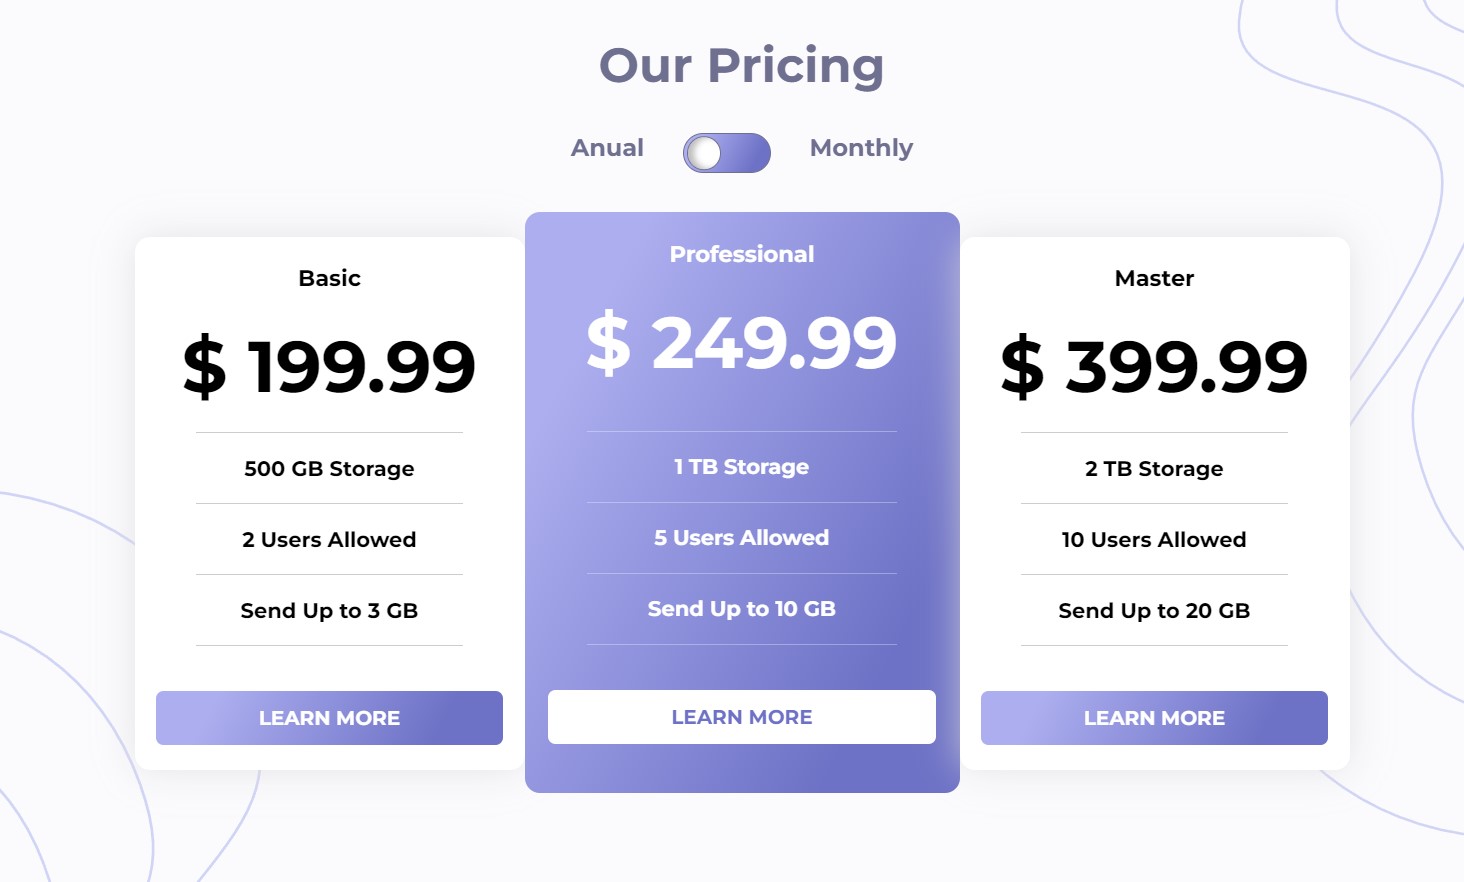 Our Pricing
Anual
Monthly
Basic
$ 199.99
500 GB Storage
2 Users Allowed
Send Up to 3 GB
LEARN MORE
Professional
$ 249.99
1 TB Storage
5 Users Allowed
Send Up to 10 GB
LEARN MORE
Master
$ 399.99
2 TB Storage
10 Users Allowed
Send Up to 20 GB
LEARN MORE